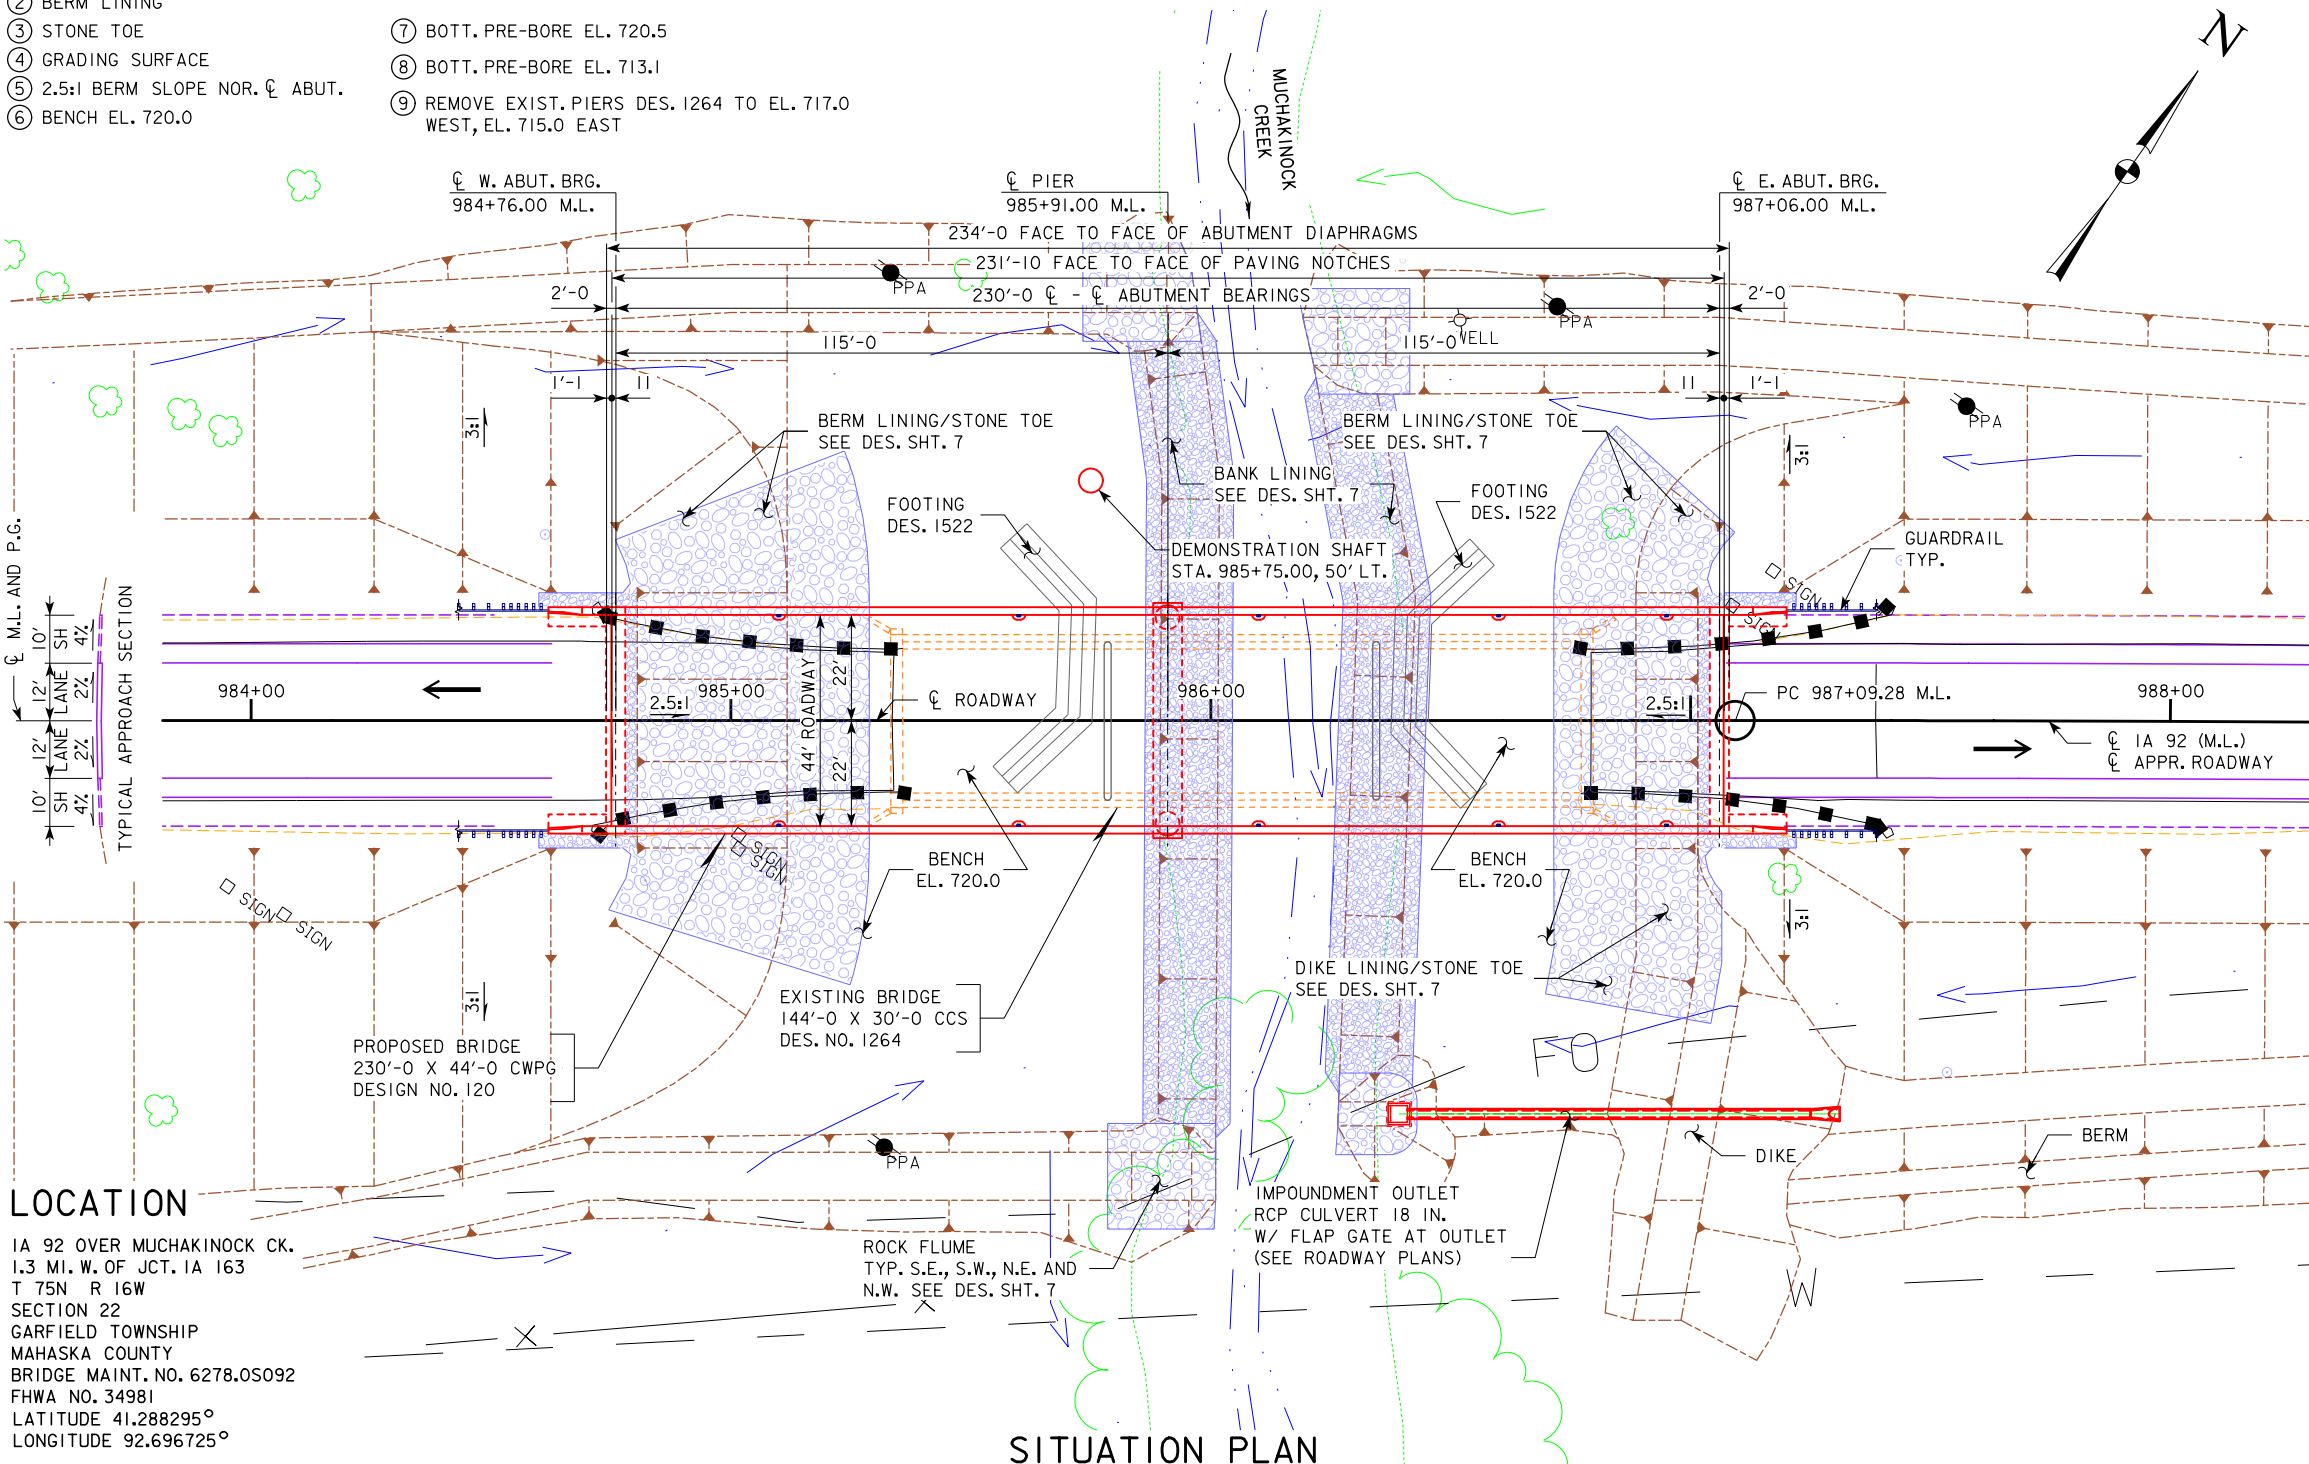 2 BERM LINING
3 STONE TOE
4 GRADING SURFACE
5 2.5:1 BERM SLOPE NOR. ℄ ABUT.
6 BENCH EL. 720.0
7 BOTT. PRE-BORE EL. 720.5
8 BOTT. PRE-BORE EL. 713.1
9 REMOVE EXIST. PIERS DES. 1264 TO EL. 717.0
WEST, EL. 715.0 EAST
N
MUCHAKINOCK
CREEK
℄ W. ABUT. BRG.
984+76.00 M.L.
℄ PIER
985+91.00 M.L.
℄ E. ABUT. BRG.
987+06.00 M.L.
234'-0 FACE TO FACE OF ABUTMENT DIAPHRAGMS
231'-10 FACE TO FACE OF PAVING NOTCHES
230'-0 ℄ - ℄ ABUTMENT BEARINGS
2'-0
2'-0
PPA
PPA
WELL
115'-0
115'-0
1'-1
11
11
1'-1
PPA
3:1
3:1
BERM LINING/STONE TOE
SEE DES. SHT. 7
BERM LINING/STONE TOE
SEE DES. SHT. 7
BANK LINING
SEE DES. SHT. 7
FOOTING
DES. 1522
FOOTING
DES. 1522
DEMONSTRATION SHAFT
STA. 985+75.00, 50' LT.
GUARDRAIL
TYP.
SIGN
SIGN
℄ M.L. AND P.G.
10'
SH
4%
12'
LANE
2%
12'
LANE
2%
10'
SH
4%
TYPICAL APPROACH SECTION
984+00
985+00
986+00
988+00
2.5:1
2.5:1
44' ROADWAY
22'
22'
℄ ROADWAY
PC 987+09.28 M.L.
℄ IA 92 (M.L.)
℄ APPR. ROADWAY
BENCH
EL. 720.0
BENCH
EL. 720.0
SIGN
SIGN
SIGN
SIGN
3:1
3:1
DIKE LINING/STONE TOE
SEE DES. SHT. 7
EXISTING BRIDGE
144'-0 X 30'-0 CCS
DES. NO. 1264
PROPOSED BRIDGE
230'-0 X 44'-0 CWPG
DESIGN NO. 120
FO
PPA
DIKE
BERM
IMPOUNDMENT OUTLET
RCP CULVERT 18 IN.
W/ FLAP GATE AT OUTLET
(SEE ROADWAY PLANS)
ROCK FLUME
TYP. S.E., S.W., N.E. AND
N.W. SEE DES. SHT. 7
W
X
X
LOCATION
IA 92 OVER MUCHAKINOCK CK.
1.3 MI. W. OF JCT. IA 163
T 75N R 16W
SECTION 22
GARFIELD TOWNSHIP
MAHASKA COUNTY
BRIDGE MAINT. NO. 6278.0S092
FHWA NO. 34981
LATITUDE 41.288295°
LONGITUDE 92.696725°
SITUATION PLAN